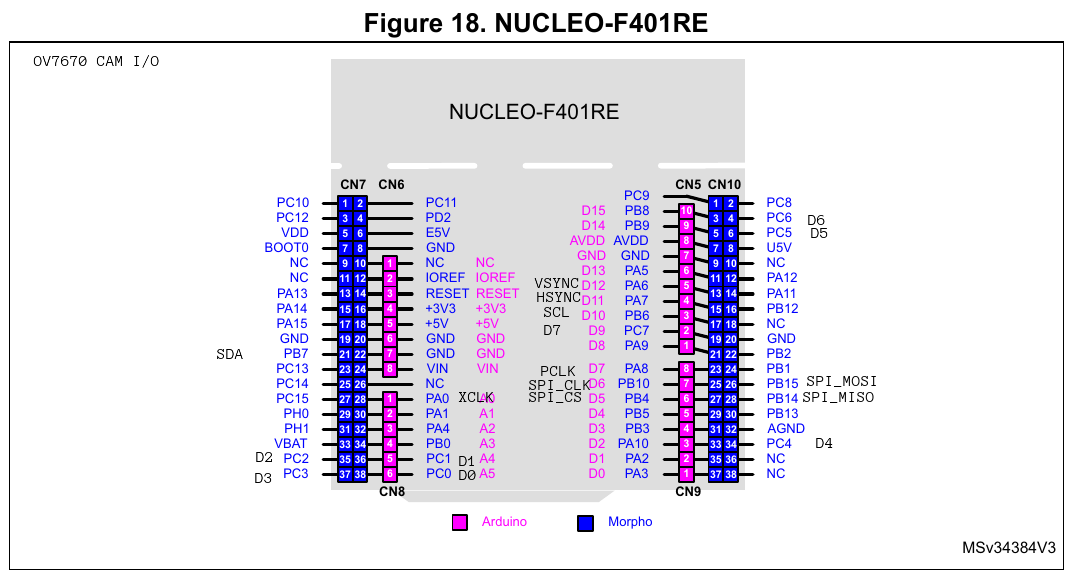 Figure 18. NUCLEO-F401RE
OV7670 CAM I/O
NUCLEO-F401RE
CN7 CN6 CN5 CN10
PC9
PC10 1 2 PC11 1 2 PC8
D15 PB8 10
PC12 3 4 PD2 3 4 PC6 D6
D14 PB9 9
VDD 5 6 E5V 5 6 PC5 D5
AVDD AVDD 8
BOOT0 7 8 GND 7 8 U5V
GND GND 7
NC 9 10 1 NC NC 9 10 NC
D13 PA5 6
NC 11 12 2 IOREF IOREF 11 12 PA12
VSYNC D12 PA6 5
PA13 13 14 3 RESET RESET 13 14 PA11
HSYNC D11 PA7 4
PA14 15 16 4 +3V3 +3V3 15 16 PB12
SCL D10 PB6 3
PA15 17 18 5 +5V +5V 17 18 NC
D7 D9 PC7 2
GND 19 20 6 GND GND 19 20 GND
D8 PA9 1
SDA PB7 21 22 7 GND GND 21 22 PB2
PC13 23 24 8 VIN VIN PCLK D7 PA8 8 23 24 PB1
PC14 25 26 NC SPI_CLK D6 PB10 7 25 26 PB15 SPI_MOSI
PC15 27 28 1 PA0 XCLK A0 SPI_CS D5 PB4 6 27 28 PB14 SPI_MISO
PH0 29 30 2 PA1 A1 D4 PB5 5 29 30 PB13
PH1 31 32 3 PA4 A2 D3 PB3 4 31 32 AGND
VBAT 33 34 4 PB0 A3 D2 PA10 3 33 34 PC4 D4
D2 PC2 35 36 5 PC1 D1 A4 D1 PA2 2 35 36 NC
D3 PC3 37 38 6 PC0 D0 A5 D0 PA3 1 37 38 NC
CN8 CN9
Arduino Morpho
MSv34384V3